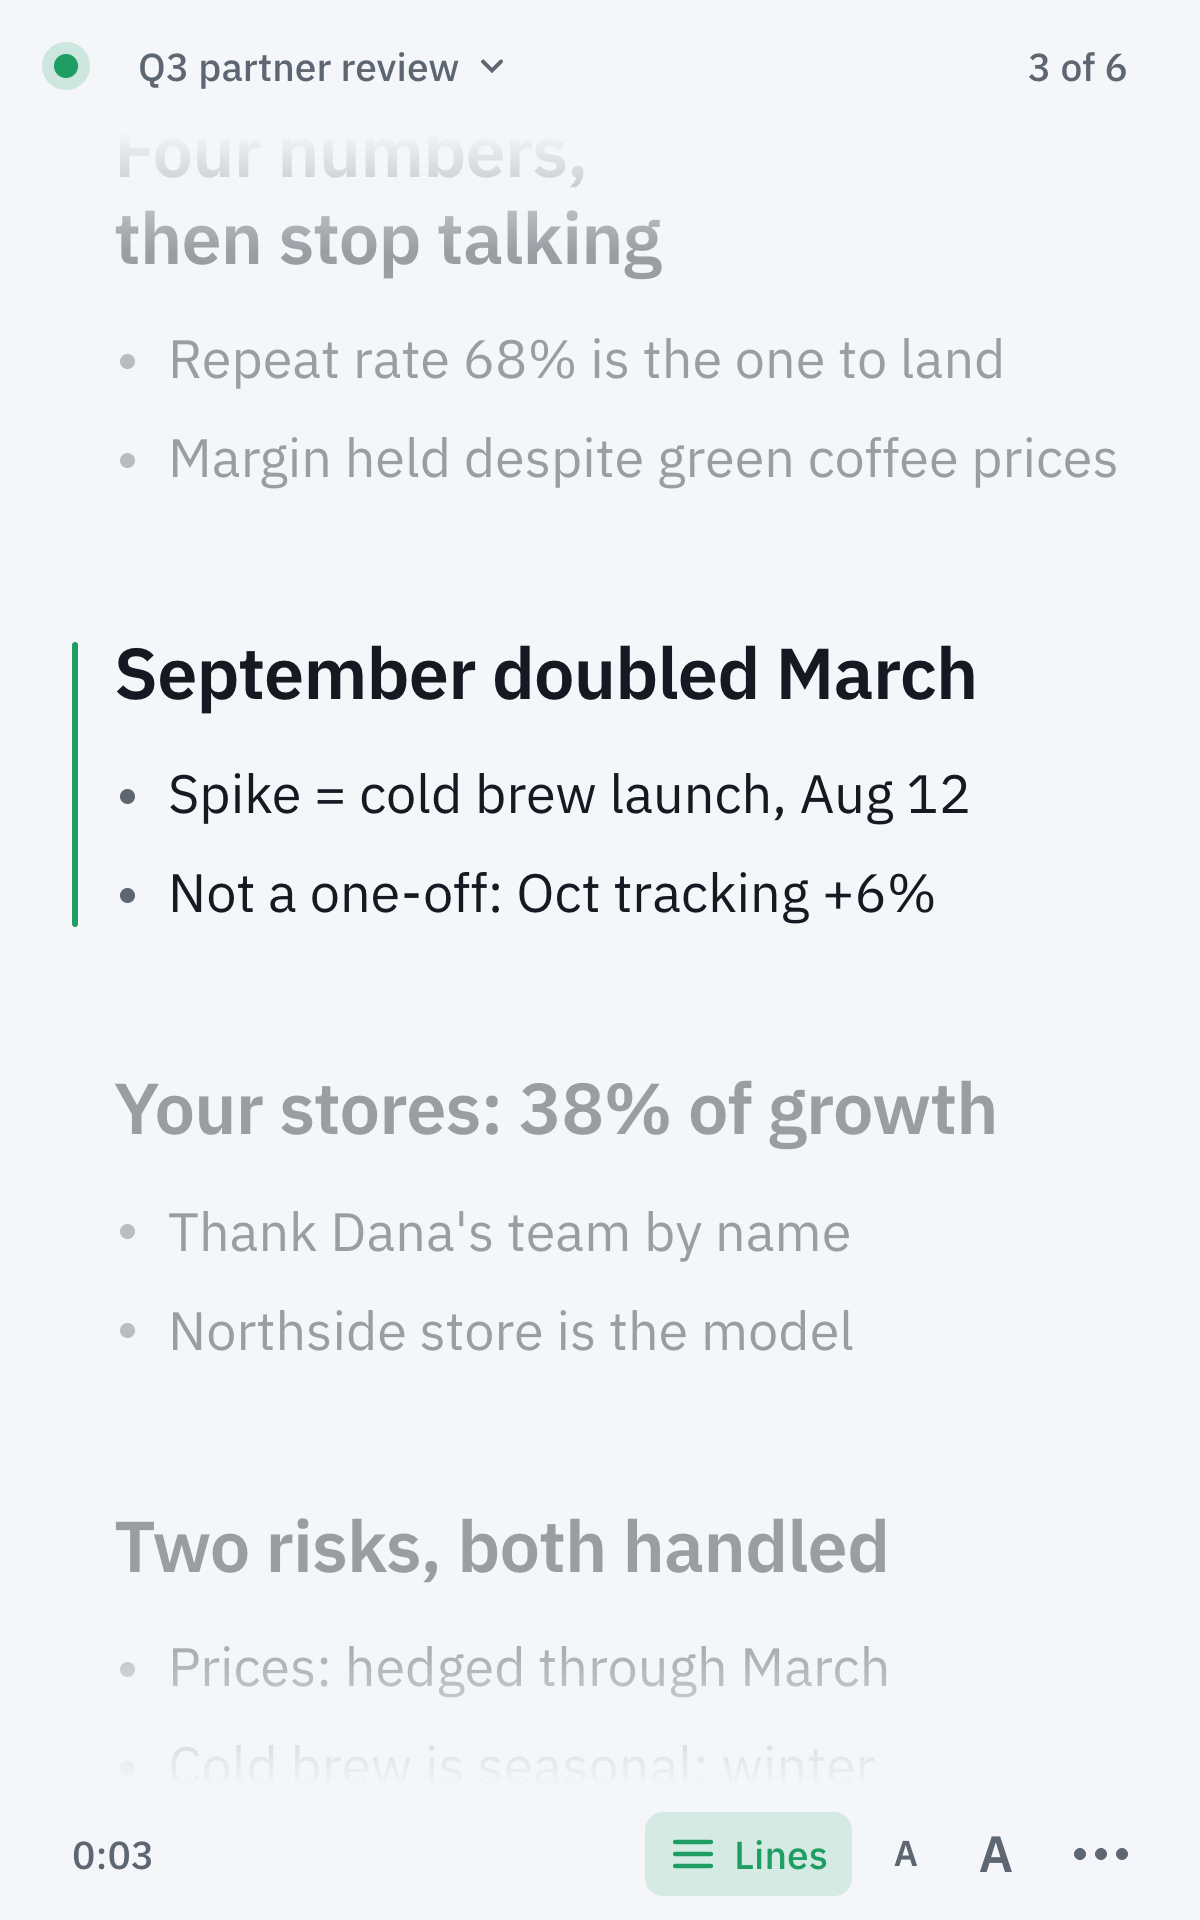 Q3 partner review
3 of 6
Four numbers,
then stop talking
• Repeat rate 68% is the one to land
• Margin held despite green coffee prices
September doubled March
• Spike = cold brew launch, Aug 12
• Not a one-off: Oct tracking +6%
Your stores: 38% of growth
• Thank Dana's team by name
• Northside store is the model
Two risks, both handled
• Prices: hedged through March
• Cold brew is seasonal: winter
0:03
Lines
A
A